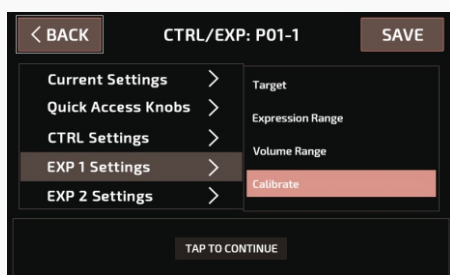 < BACK
CTRL/EXP: P01-1
SAVE
Current Settings >
Quick Access Knobs >
CTRL Settings >
EXP 1 Settings >
EXP 2 Settings >
Target
Expression Range
Volume Range
Calibrate
TAP TO CONTINUE